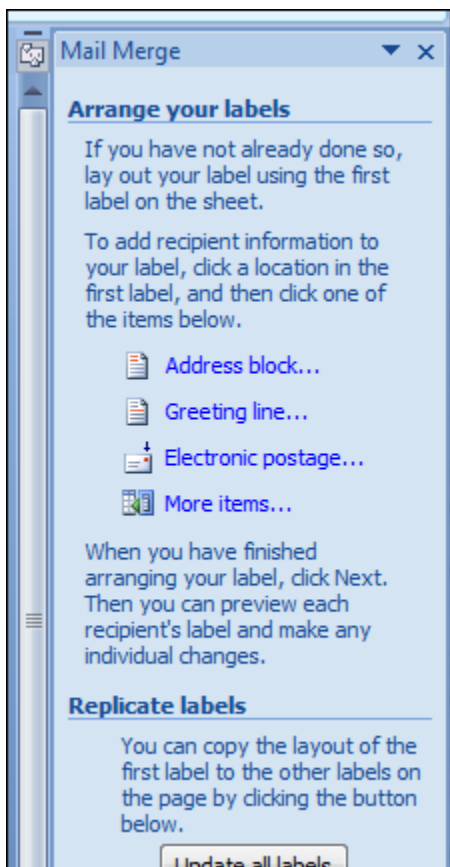 Mail Merge
Arrange your labels
If you have not already done so,
lay out your label using the first
label on the sheet.
To add recipient information to
your label, click a location in the
first label, and then click one of
the items below.
Address block...
Greeting line...
Electronic postage...
More items...
When you have finished
arranging your label, click Next.
Then you can preview each
recipient's label and make any
individual changes.
Replicate labels
You can copy the layout of the
first label to the other labels on
the page by clicking the button
below.
Update all labels